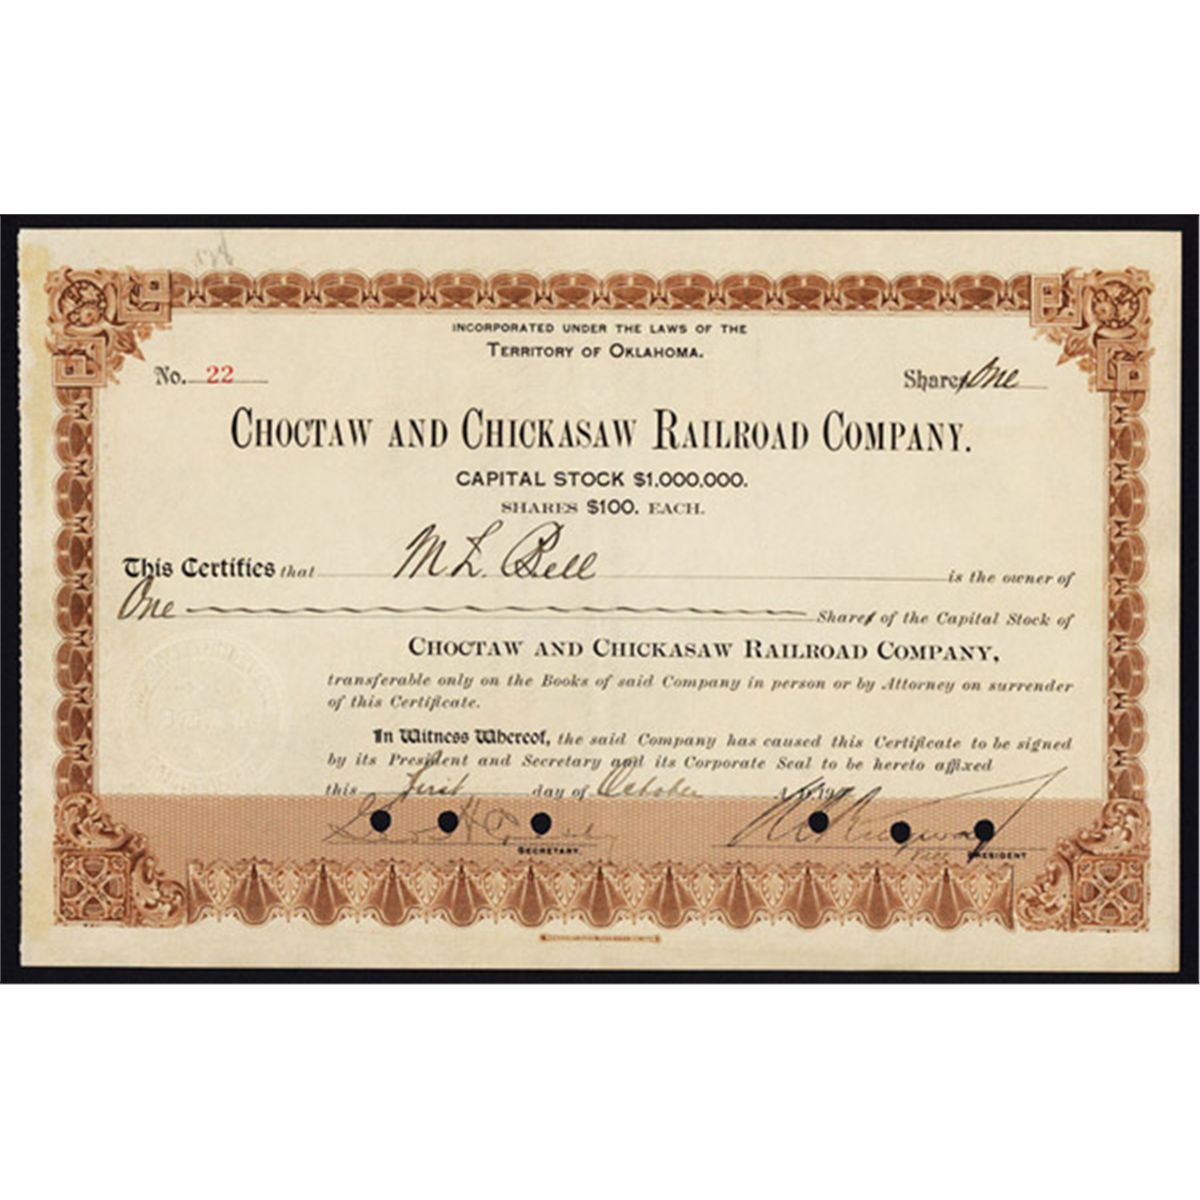 INCORPORATED UNDER THE LAWS OF THE
TERRITORY OF OKLAHOMA.
No. 22 Shares One
CHOCTAW AND CHICKASAW RAILROAD COMPANY.
CAPITAL STOCK $1,000,000.
SHARES $100. EACH.
This Certifies that M. L. Bell is the owner of
One Shares of the Capital Stock of
CHOCTAW AND CHICKASAW RAILROAD COMPANY,
transferable only on the Books of said Company in person or by Attorney on surrender
of this Certificate.
In Witness Whereof, the said Company has caused this Certificate to be signed
by its President and Secretary and its Corporate Seal to be hereto affixed
this First day of October A.D. 190
SECRETARY. Vice PRESIDENT